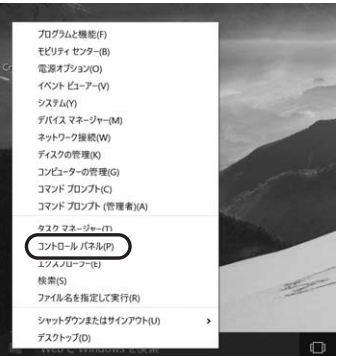 プログラムと機能(F)
モビリティ センター(B)
電源オプション(O)
イベント ビューアー(V)
システム(Y)
デバイス マネージャー(M)
ネットワーク接続(W)
ディスクの管理(K)
コンピューターの管理(G)
コマンド プロンプト(C)
コマンド プロンプト (管理者)(A)
タスク マネージャー(T)
コントロール パネル(P)
エクスプローラー(E)
検索(S)
ファイル名を指定して実行(R)
シャットダウンまたはサインアウト(U)
デスクトップ(D)
Web と Windows を検索